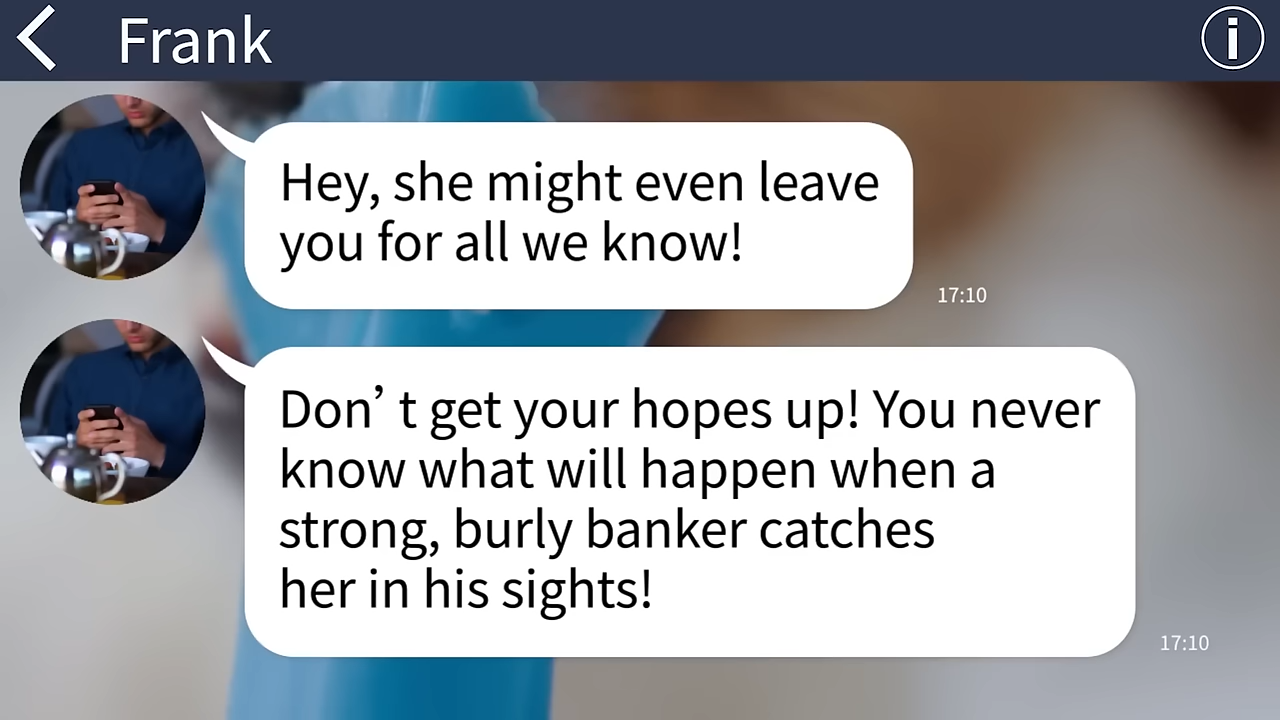 Frank
Hey, she might even leave
you for all we know!
17:10
Don’ t get your hopes up! You never
know what will happen when a
strong, burly banker catches
her in his sights!
17:10